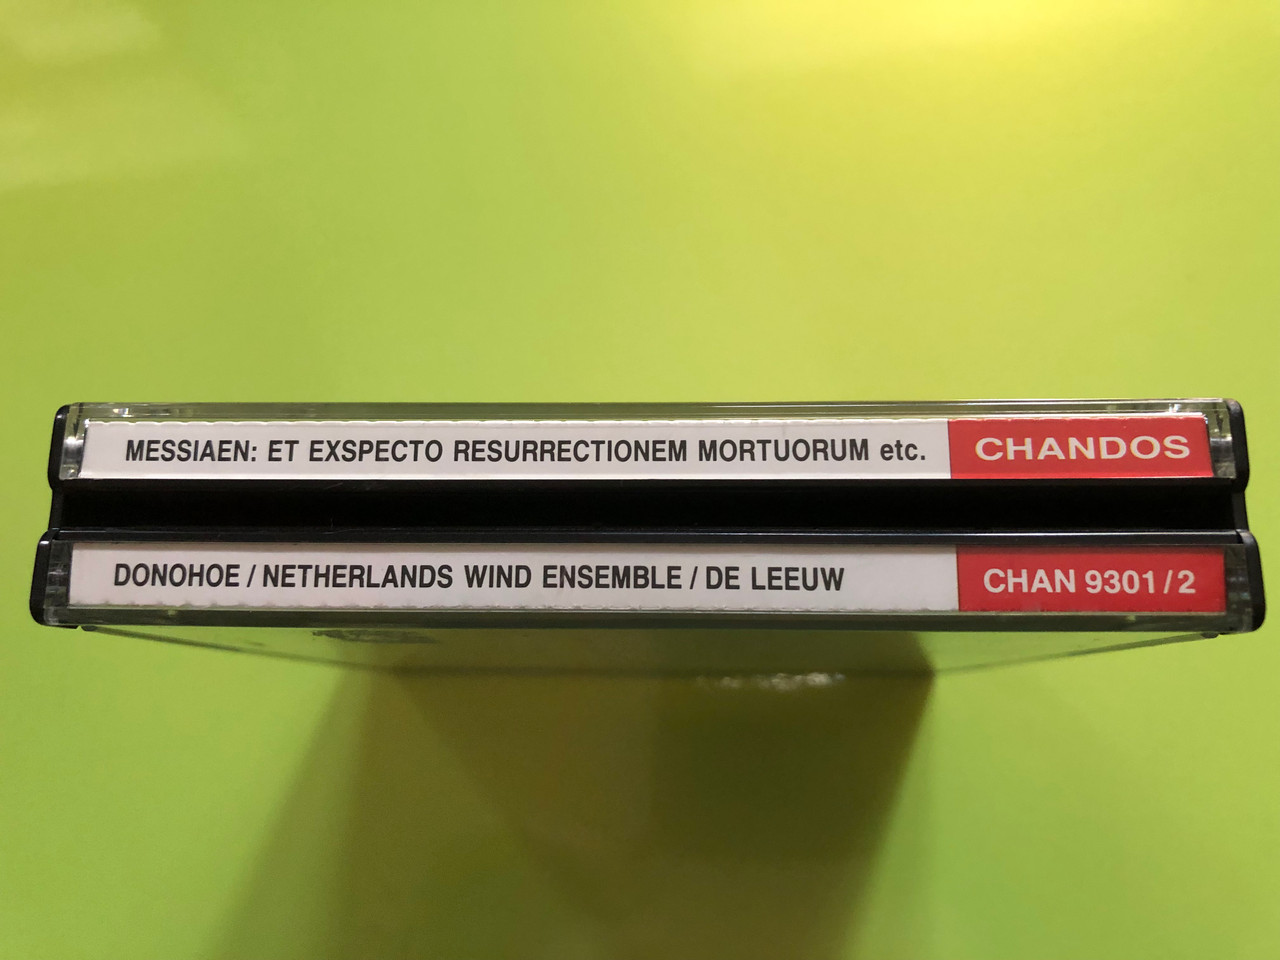 MESSIAEN: ET EXSPECTO RESURRECTIONEM MORTUORUM etc. CHANDOS
DONOHOE / NETHERLANDS WIND ENSEMBLE / DE LEEUW CHAN 9301/2